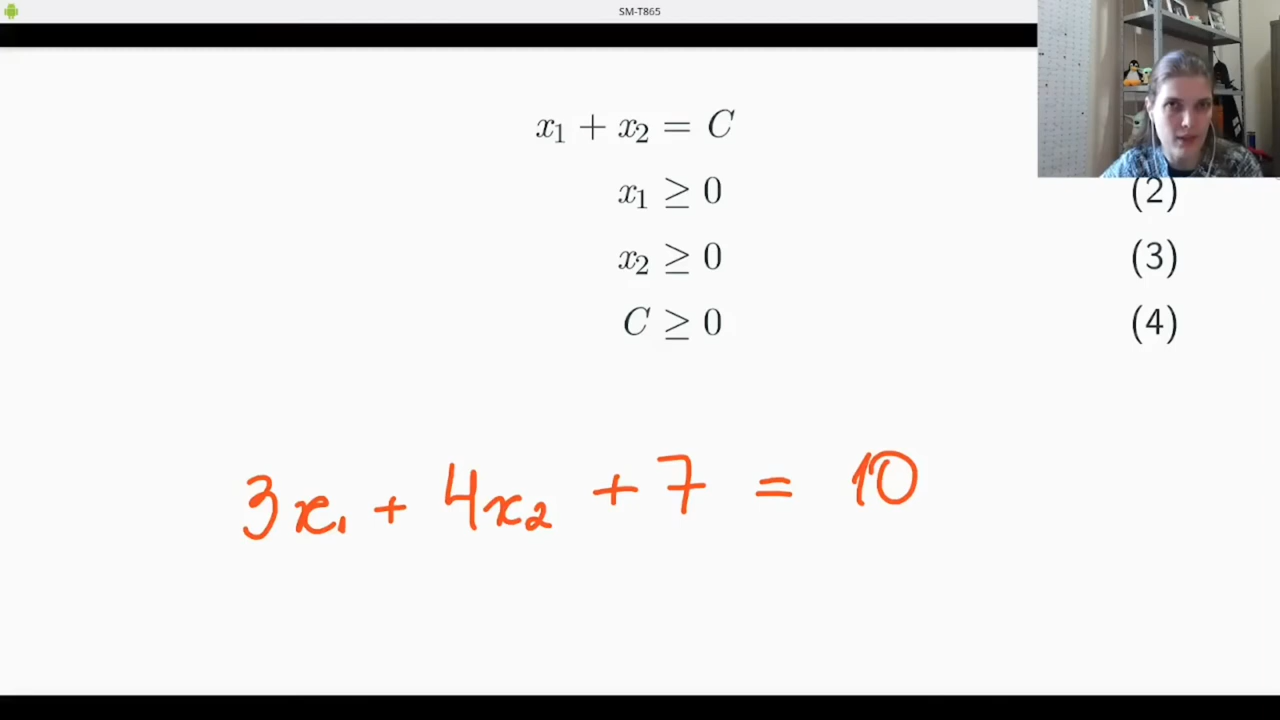 SM-T865
x₁ + x₂ = C
x₁ ≥ 0 (2)
x₂ ≥ 0 (3)
C ≥ 0 (4)
3x₁ + 4x₂ + 7 = 10